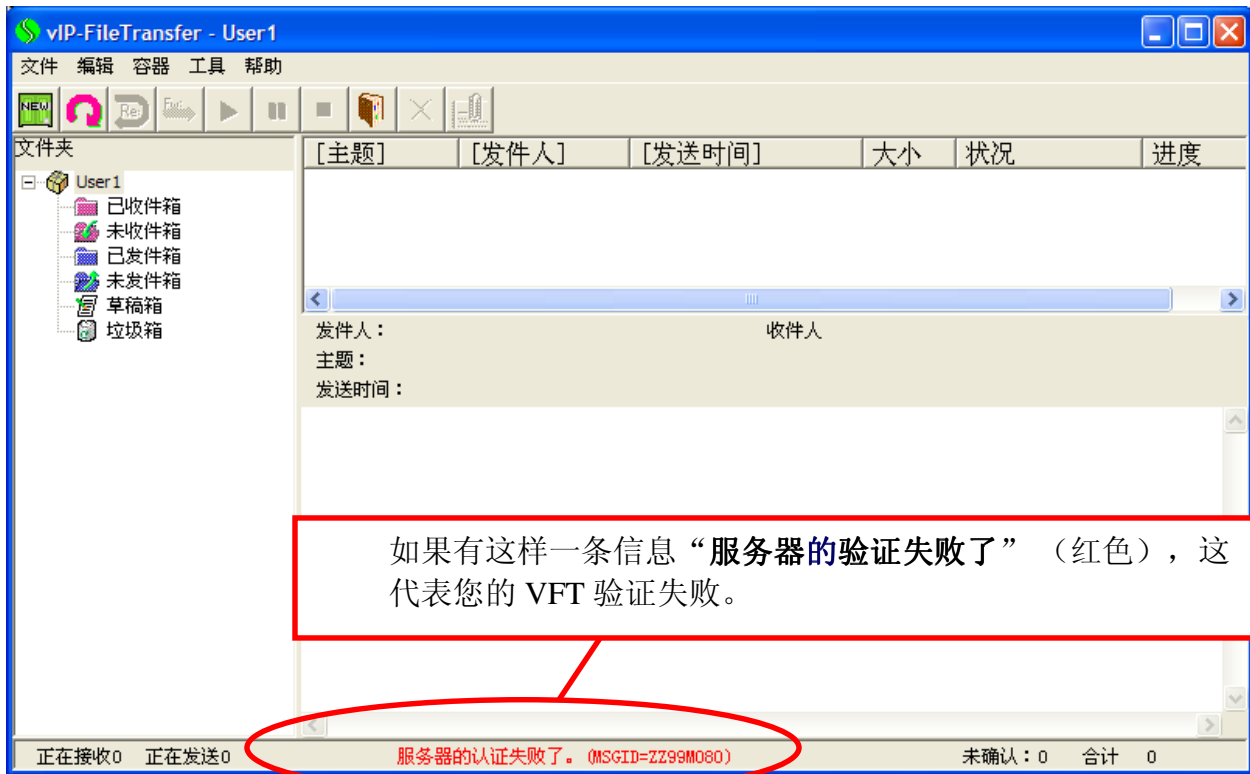 vIP-FileTransfer - User1
文件 编辑 容器 工具 帮助
NEW Re: Fw:
文件夹
[主题] [发件人] [发送时间] 大小 状况 进度
User1
已收件箱
未收件箱
已发件箱
未发件箱
草稿箱
垃圾箱
发件人： 收件人
主题：
发送时间：
如果有这样一条信息“服务器的验证失败了” （红色），这
代表您的 VFT 验证失败。
正在接收0 正在发送0 服务器的认证失败了。(MSGID=ZZ99M080) 未确认：0 合计 0